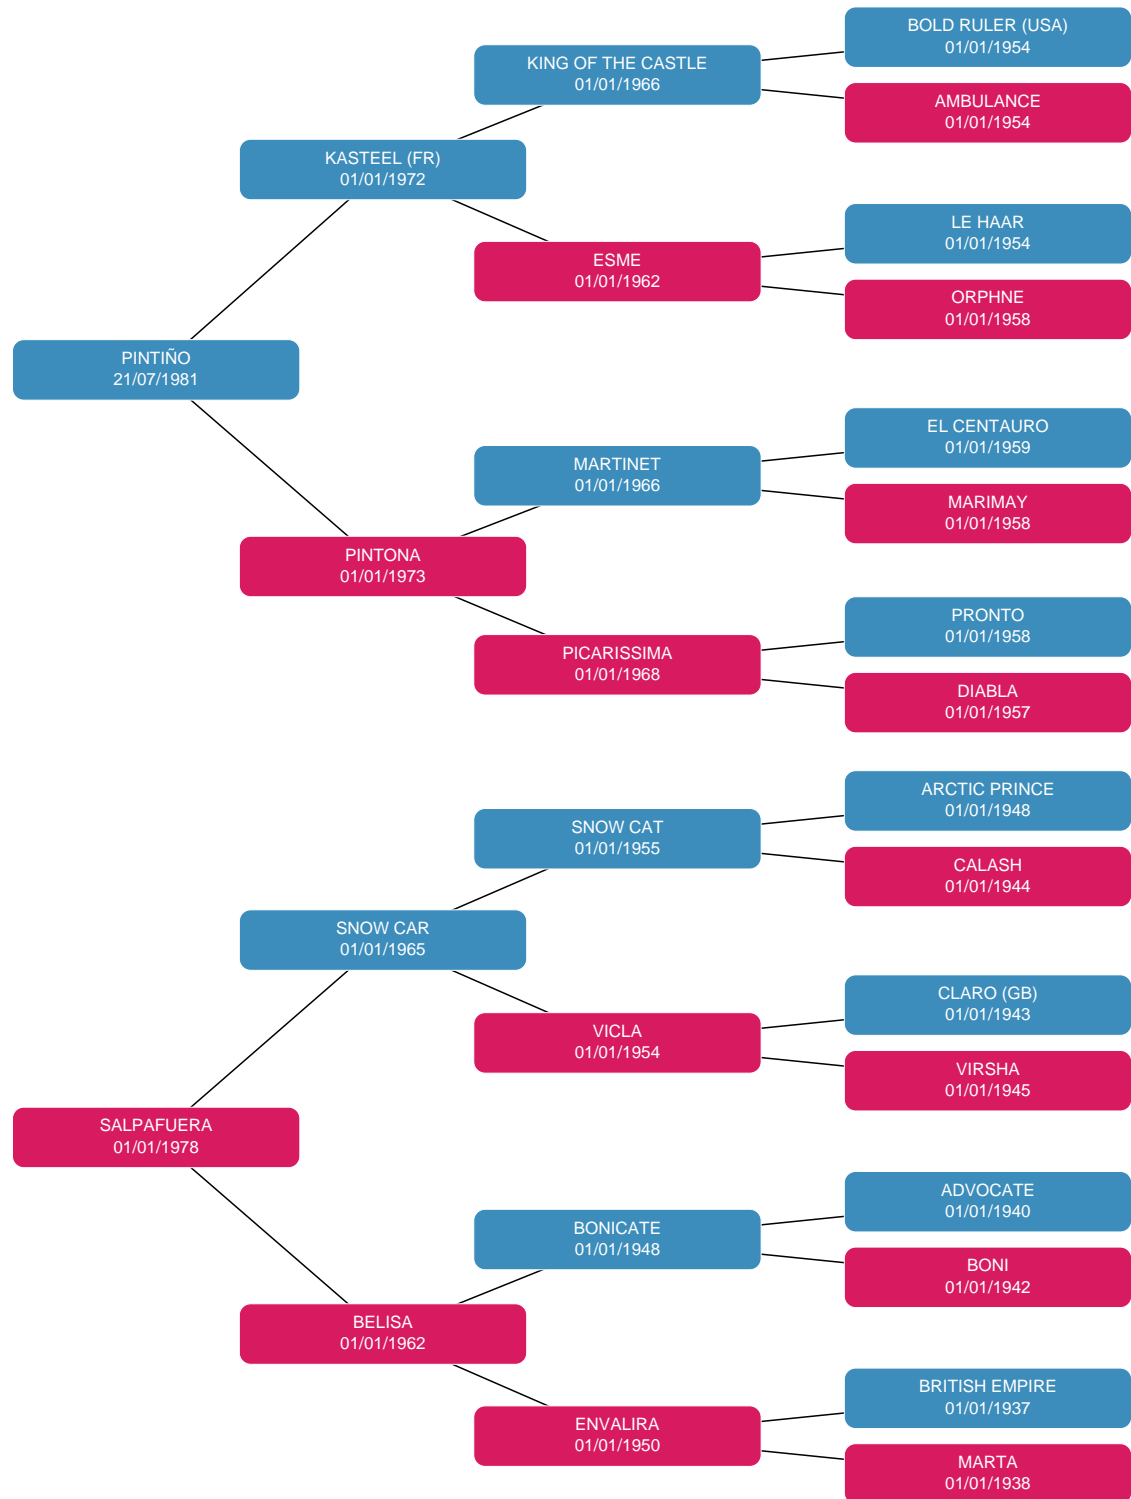 BOLD RULER (USA)
01/01/1954
KING OF THE CASTLE
01/01/1966
AMBULANCE
01/01/1954
KASTEEL (FR)
01/01/1972
LE HAAR
01/01/1954
ESME
01/01/1962
ORPHNE
01/01/1958
PINTIÑO
21/07/1981
EL CENTAURO
01/01/1959
MARTINET
01/01/1966
MARIMAY
01/01/1958
PINTONA
01/01/1973
PRONTO
01/01/1958
PICARISSIMA
01/01/1968
DIABLA
01/01/1957
ARCTIC PRINCE
01/01/1948
SNOW CAT
01/01/1955
CALASH
01/01/1944
SNOW CAR
01/01/1965
CLARO (GB)
01/01/1943
VICLA
01/01/1954
VIRSHA
01/01/1945
SALPAFUERA
01/01/1978
ADVOCATE
01/01/1940
BONICATE
01/01/1948
BONI
01/01/1942
BELISA
01/01/1962
BRITISH EMPIRE
01/01/1937
ENVALIRA
01/01/1950
MARTA
01/01/1938